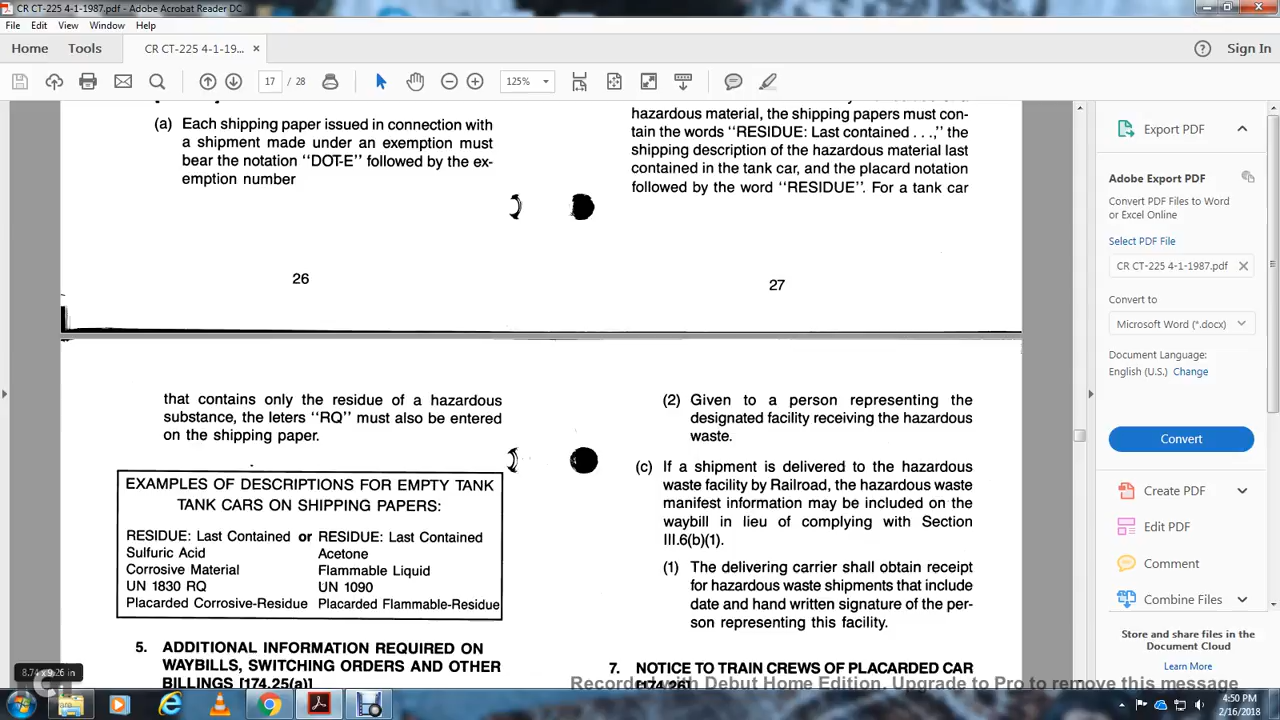 CR CT-225 4-1-1987.pdf - Adobe Acrobat Reader DC
File Edit View Window Help
Home Tools CR CT-225 4-1-19... × Sign In
17 / 28 125%
hazardous material, the shipping papers must con-
tain the words "RESIDUE: Last contained . . .," the
shipping description of the hazardous material last
contained in the tank car, and the placard notation
followed by the word "RESIDUE". For a tank car
(a) Each shipping paper issued in connection with
a shipment made under an exemption must
bear the notation "DOT-E" followed by the ex-
emption number
26
27
that contains only the residue of a hazardous
substance, the leters "RQ" must also be entered
on the shipping paper.
EXAMPLES OF DESCRIPTIONS FOR EMPTY TANK
TANK CARS ON SHIPPING PAPERS:
RESIDUE: Last Contained or RESIDUE: Last Contained
Sulfuric Acid Acetone
Corrosive Material Flammable Liquid
UN 1830 RQ UN 1090
Placarded Corrosive-Residue Placarded Flammable-Residue
5. ADDITIONAL INFORMATION REQUIRED ON
WAYBILLS, SWITCHING ORDERS AND OTHER
BILLINGS [174.25(a)]
(2) Given to a person representing the
designated facility receiving the hazardous
waste.
(c) If a shipment is delivered to the hazardous
waste facility by Railroad, the hazardous waste
manifest information may be included on the
waybill in lieu of complying with Section
III.6(b)(1).
(1) The delivering carrier shall obtain receipt
for hazardous waste shipments that include
date and hand written signature of the per-
son representing this facility.
7. NOTICE TO TRAIN CREWS OF PLACARDED CAR
[174.26]
Export PDF
Adobe Export PDF
Convert PDF Files to Word
or Excel Online
Select PDF File
CR CT-225 4-1-1987.pdf
Convert to
Microsoft Word (*.docx)
Document Language:
English (U.S.) Change
Convert
Create PDF
Edit PDF
Comment
Combine Files
Store and share files in the
Document Cloud
Learn More
8.74 x 9.26 in
Recorded with Debut Home Edition. Upgrade to Pro to remove this message
4:50 PM
2/16/2018